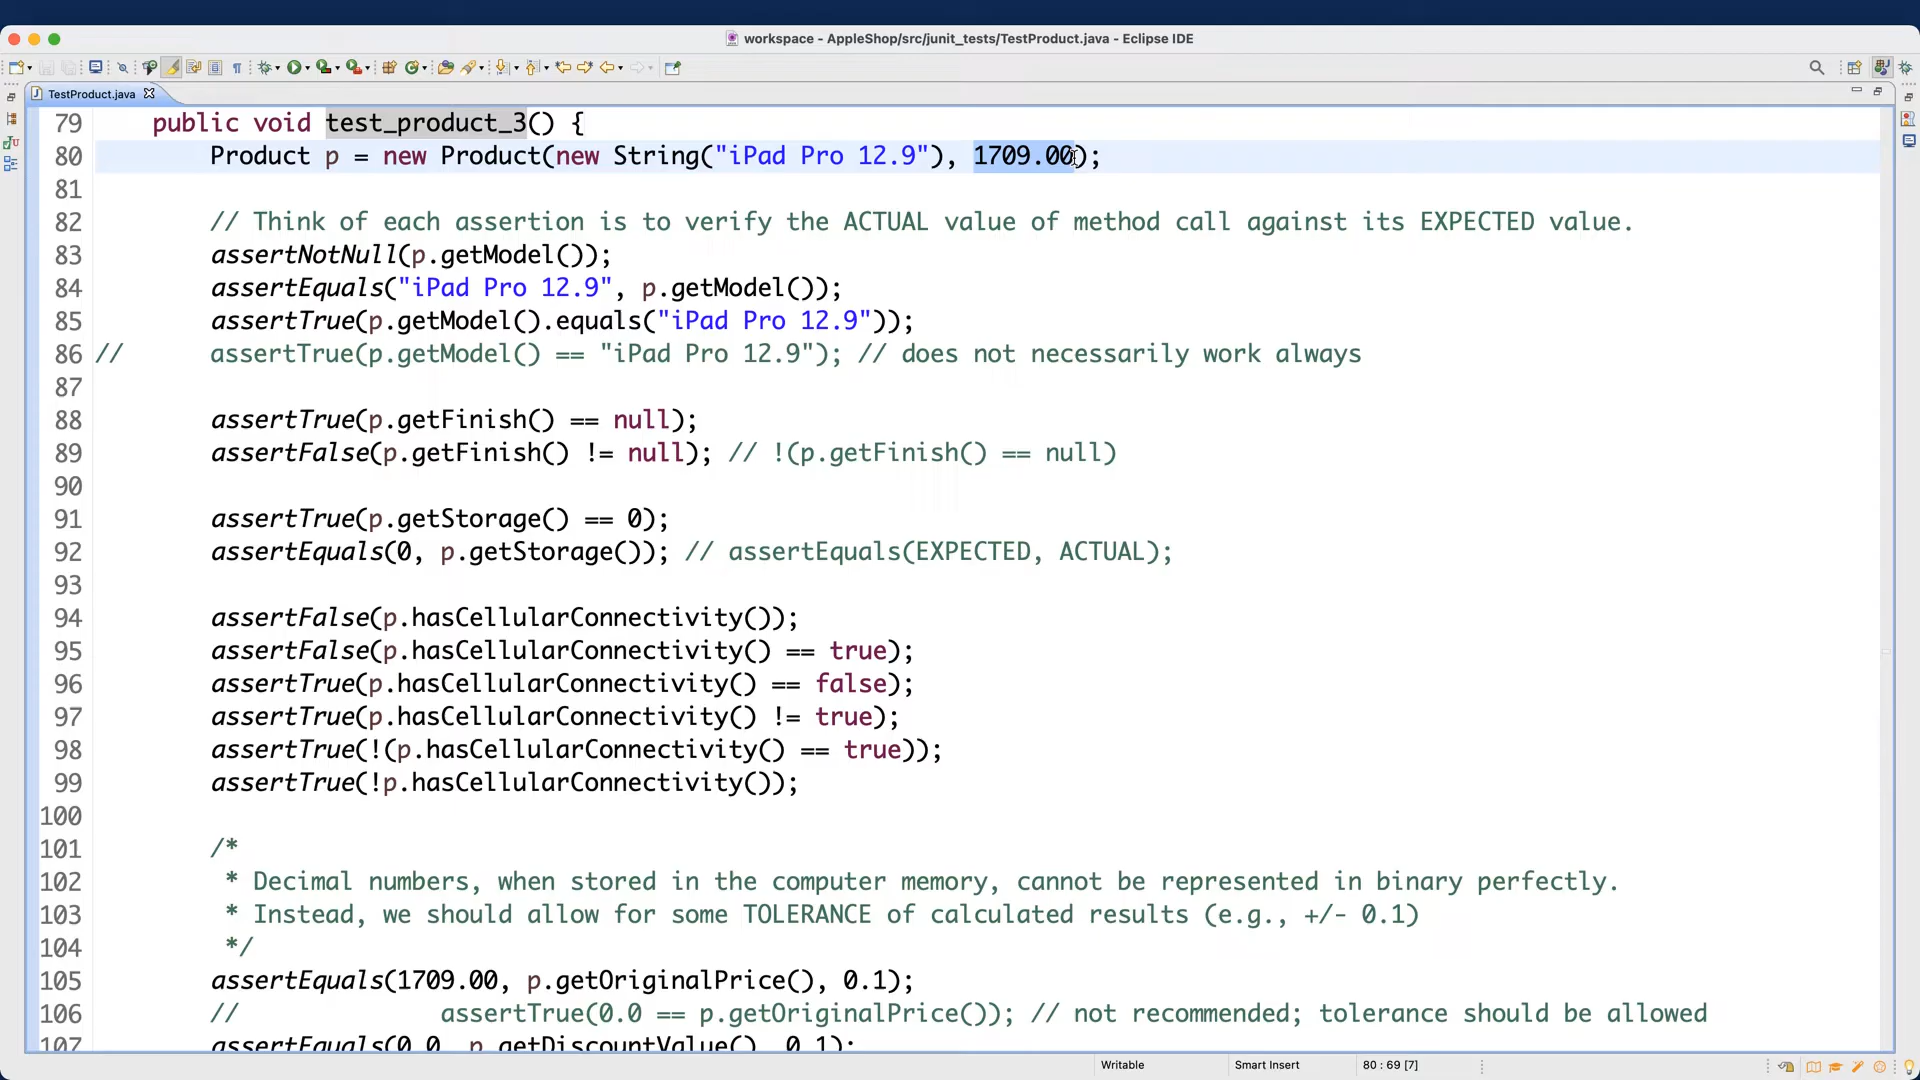 workspace - AppleShop/src/junit_tests/TestProduct.java - Eclipse IDE
TestProduct.java
79 public void test_product_3() {
80 Product p = new Product(new String("iPad Pro 12.9"), 1709.00);
81
82 // Think of each assertion is to verify the ACTUAL value of method call against its EXPECTED value.
83 assertNotNull(p.getModel());
84 assertEquals("iPad Pro 12.9", p.getModel());
85 assertTrue(p.getModel().equals("iPad Pro 12.9"));
86 // assertTrue(p.getModel() == "iPad Pro 12.9"); // does not necessarily work always
87
88 assertTrue(p.getFinish() == null);
89 assertFalse(p.getFinish() != null); // !(p.getFinish() == null)
90
91 assertTrue(p.getStorage() == 0);
92 assertEquals(0, p.getStorage()); // assertEquals(EXPECTED, ACTUAL);
93
94 assertFalse(p.hasCellularConnectivity());
95 assertFalse(p.hasCellularConnectivity() == true);
96 assertTrue(p.hasCellularConnectivity() == false);
97 assertTrue(p.hasCellularConnectivity() != true);
98 assertTrue(!(p.hasCellularConnectivity() == true));
99 assertTrue(!p.hasCellularConnectivity());
100
101 /*
102 * Decimal numbers, when stored in the computer memory, cannot be represented in binary perfectly.
103 * Instead, we should allow for some TOLERANCE of calculated results (e.g., +/- 0.1)
104 */
105 assertEquals(1709.00, p.getOriginalPrice(), 0.1);
106 // assertTrue(0.0 == p.getOriginalPrice()); // not recommended; tolerance should be allowed
107 assertEquals(0.0, p.getDiscountValue(), 0.1);
Writable Smart Insert 80 : 69 [7]